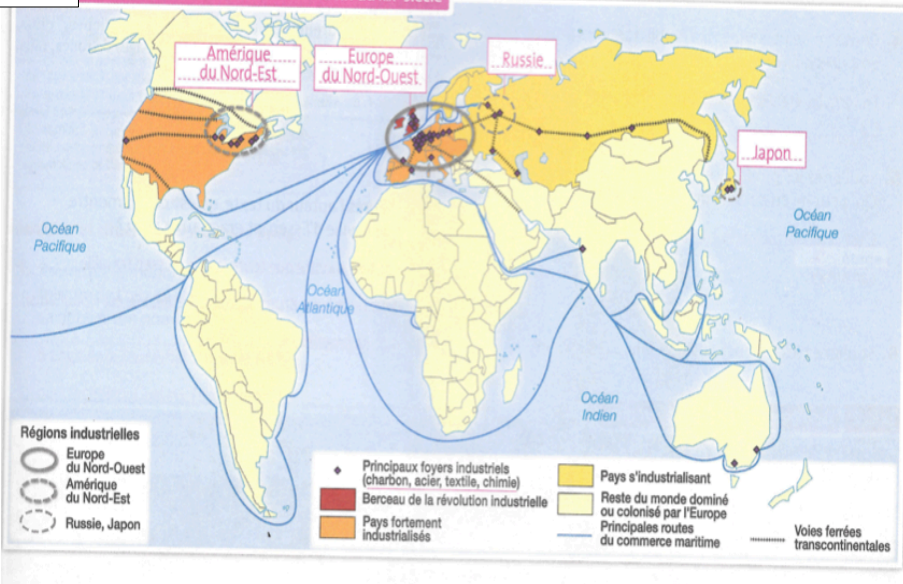 Amérique
du Nord-Est
Europe
du Nord-Ouest
Russie
Japon
Océan
Pacifique
Océan
Atlantique
Océan
Indien
Océan
Pacifique
Régions industrielles
Europe
du Nord-Ouest
Amérique
du Nord-Est
Russie, Japon
Principaux foyers industriels
(charbon, acier, textile, chimie)
Berceau de la révolution industrielle
Pays fortement
industrialisés
Pays s'industrialisant
Reste du monde dominé
ou colonisé par l'Europe
Principales routes
du commerce maritime
Voies ferrées
transcontinentales